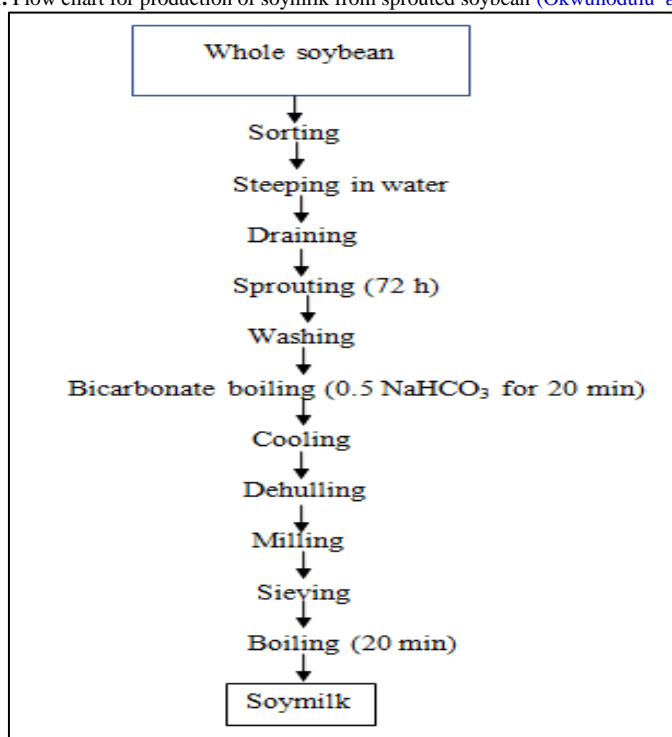 Flow chart for production of soymilk from sprouted soybean (Okwunodulu
Whole soybean
Sorting
Steeping in water
Draining
Sprouting (72 h)
Washing
Bicarbonate boiling (0.5 NaHCO₃ for 20 min)
Cooling
Dehulling
Milling
Sieving
Boiling (20 min)
Soymilk